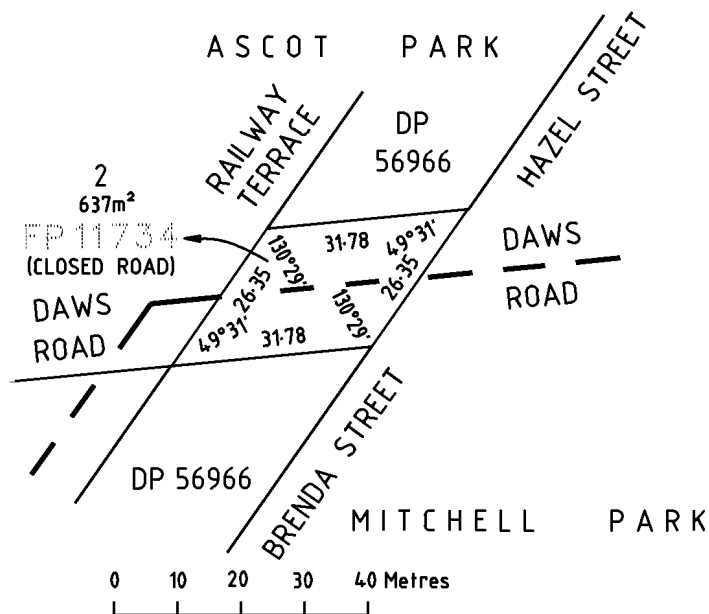 ASCOT PARK
RAILWAY
TERRACE
HAZEL STREET
DP
56966
2
637m²
FP 11734
(CLOSED ROAD)
130°29'
31·78
49°31'
DAWS
ROAD
26·35
26·35
130°29'
DAWS
ROAD
49°31'
31·78
DP 56966
BRENDA STREET
MITCHELL PARK
0 10 20 30 40 Metres